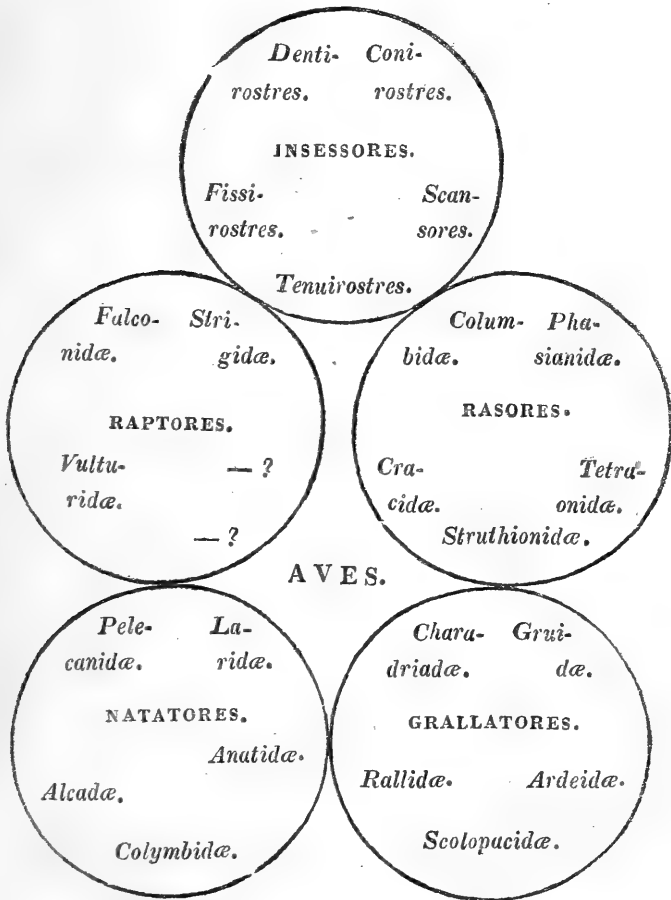 Denti- Coni-
rostres. rostres.
INSESSORES.
Fissi- Scan-
rostres. sores.
Tenuirostres.
Falco- Stri-
nidæ. gidæ.
RAPTORES.
Vultu- — ?
ridæ.
— ?
Colum- Pha-
bidæ. sianidæ.
RASORES.
Cra- Tetra-
cidæ. onidæ.
Struthionidæ.
AVES.
Pele- La-
canidæ. ridæ.
NATATORES.
Anatidæ.
Alcadæ.
Colymbidæ.
Chara- Grui-
driadæ. dæ.
GRALLATORES.
Rallidæ. Ardeidæ.
Scolopacidæ.